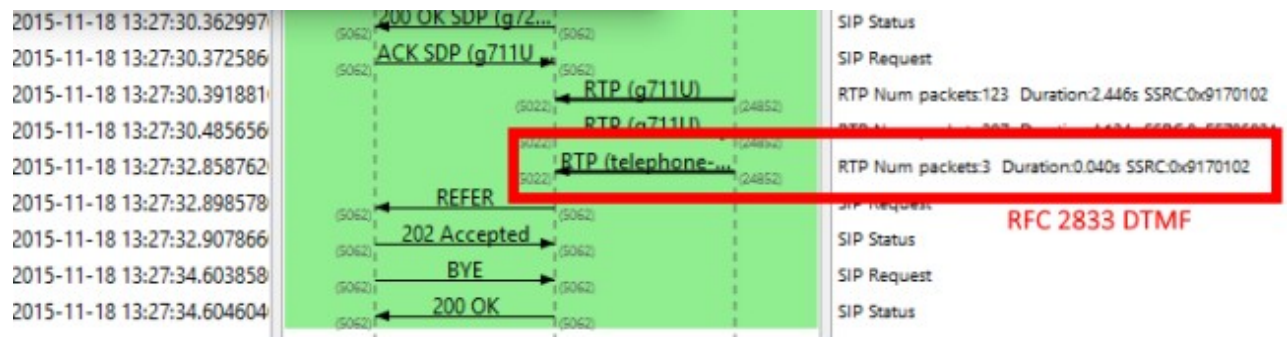 2015-11-18 13:27:30.362997 200 OK SDP (g72... SIP Status
(5062) (5062)
2015-11-18 13:27:30.372586 ACK SDP (g711U SIP Request
(5062) (5062)
2015-11-18 13:27:30.391881 RTP (g711U) RTP Num packets:123 Duration:2.446s SSRC:0x9170102
(5022) (24852)
2015-11-18 13:27:30.485656 RTP (g711U)
(5022) (24852)
2015-11-18 13:27:32.858762 RTP (telephone-... RTP Num packets:3 Duration:0.040s SSRC:0x9170102
(5022) (24852)
2015-11-18 13:27:32.898578 REFER SIP Request
(5062) (5062)
RFC 2833 DTMF
2015-11-18 13:27:32.907866 202 Accepted SIP Status
(5062) (5062)
2015-11-18 13:27:34.603858 BYE SIP Request
(5062) (5062)
2015-11-18 13:27:34.604604 200 OK SIP Status
(5062) (5062)